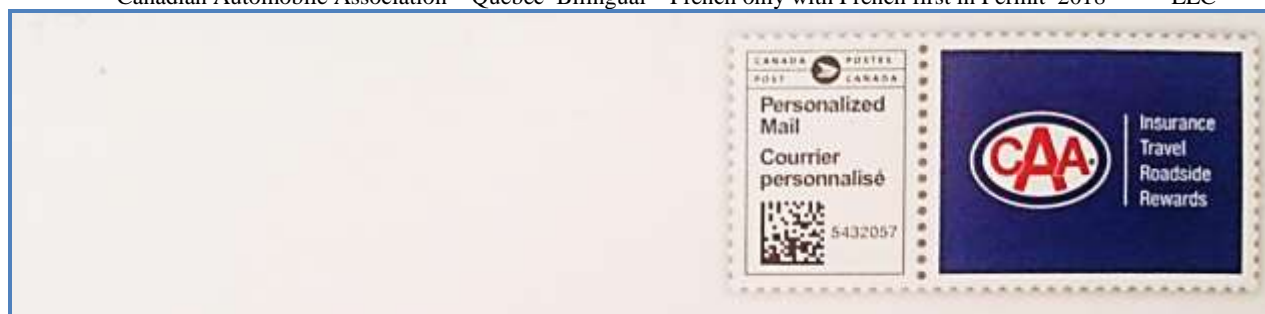 Canadian Automobile Association – Quebec Bilingual – French only with French first in Permit 2018 LLC
CANADA POSTES
POST CANADA
Personalized
Mail
Courrier
personnalisé
5432057
CAA
Insurance
Travel
Roadside
Rewards